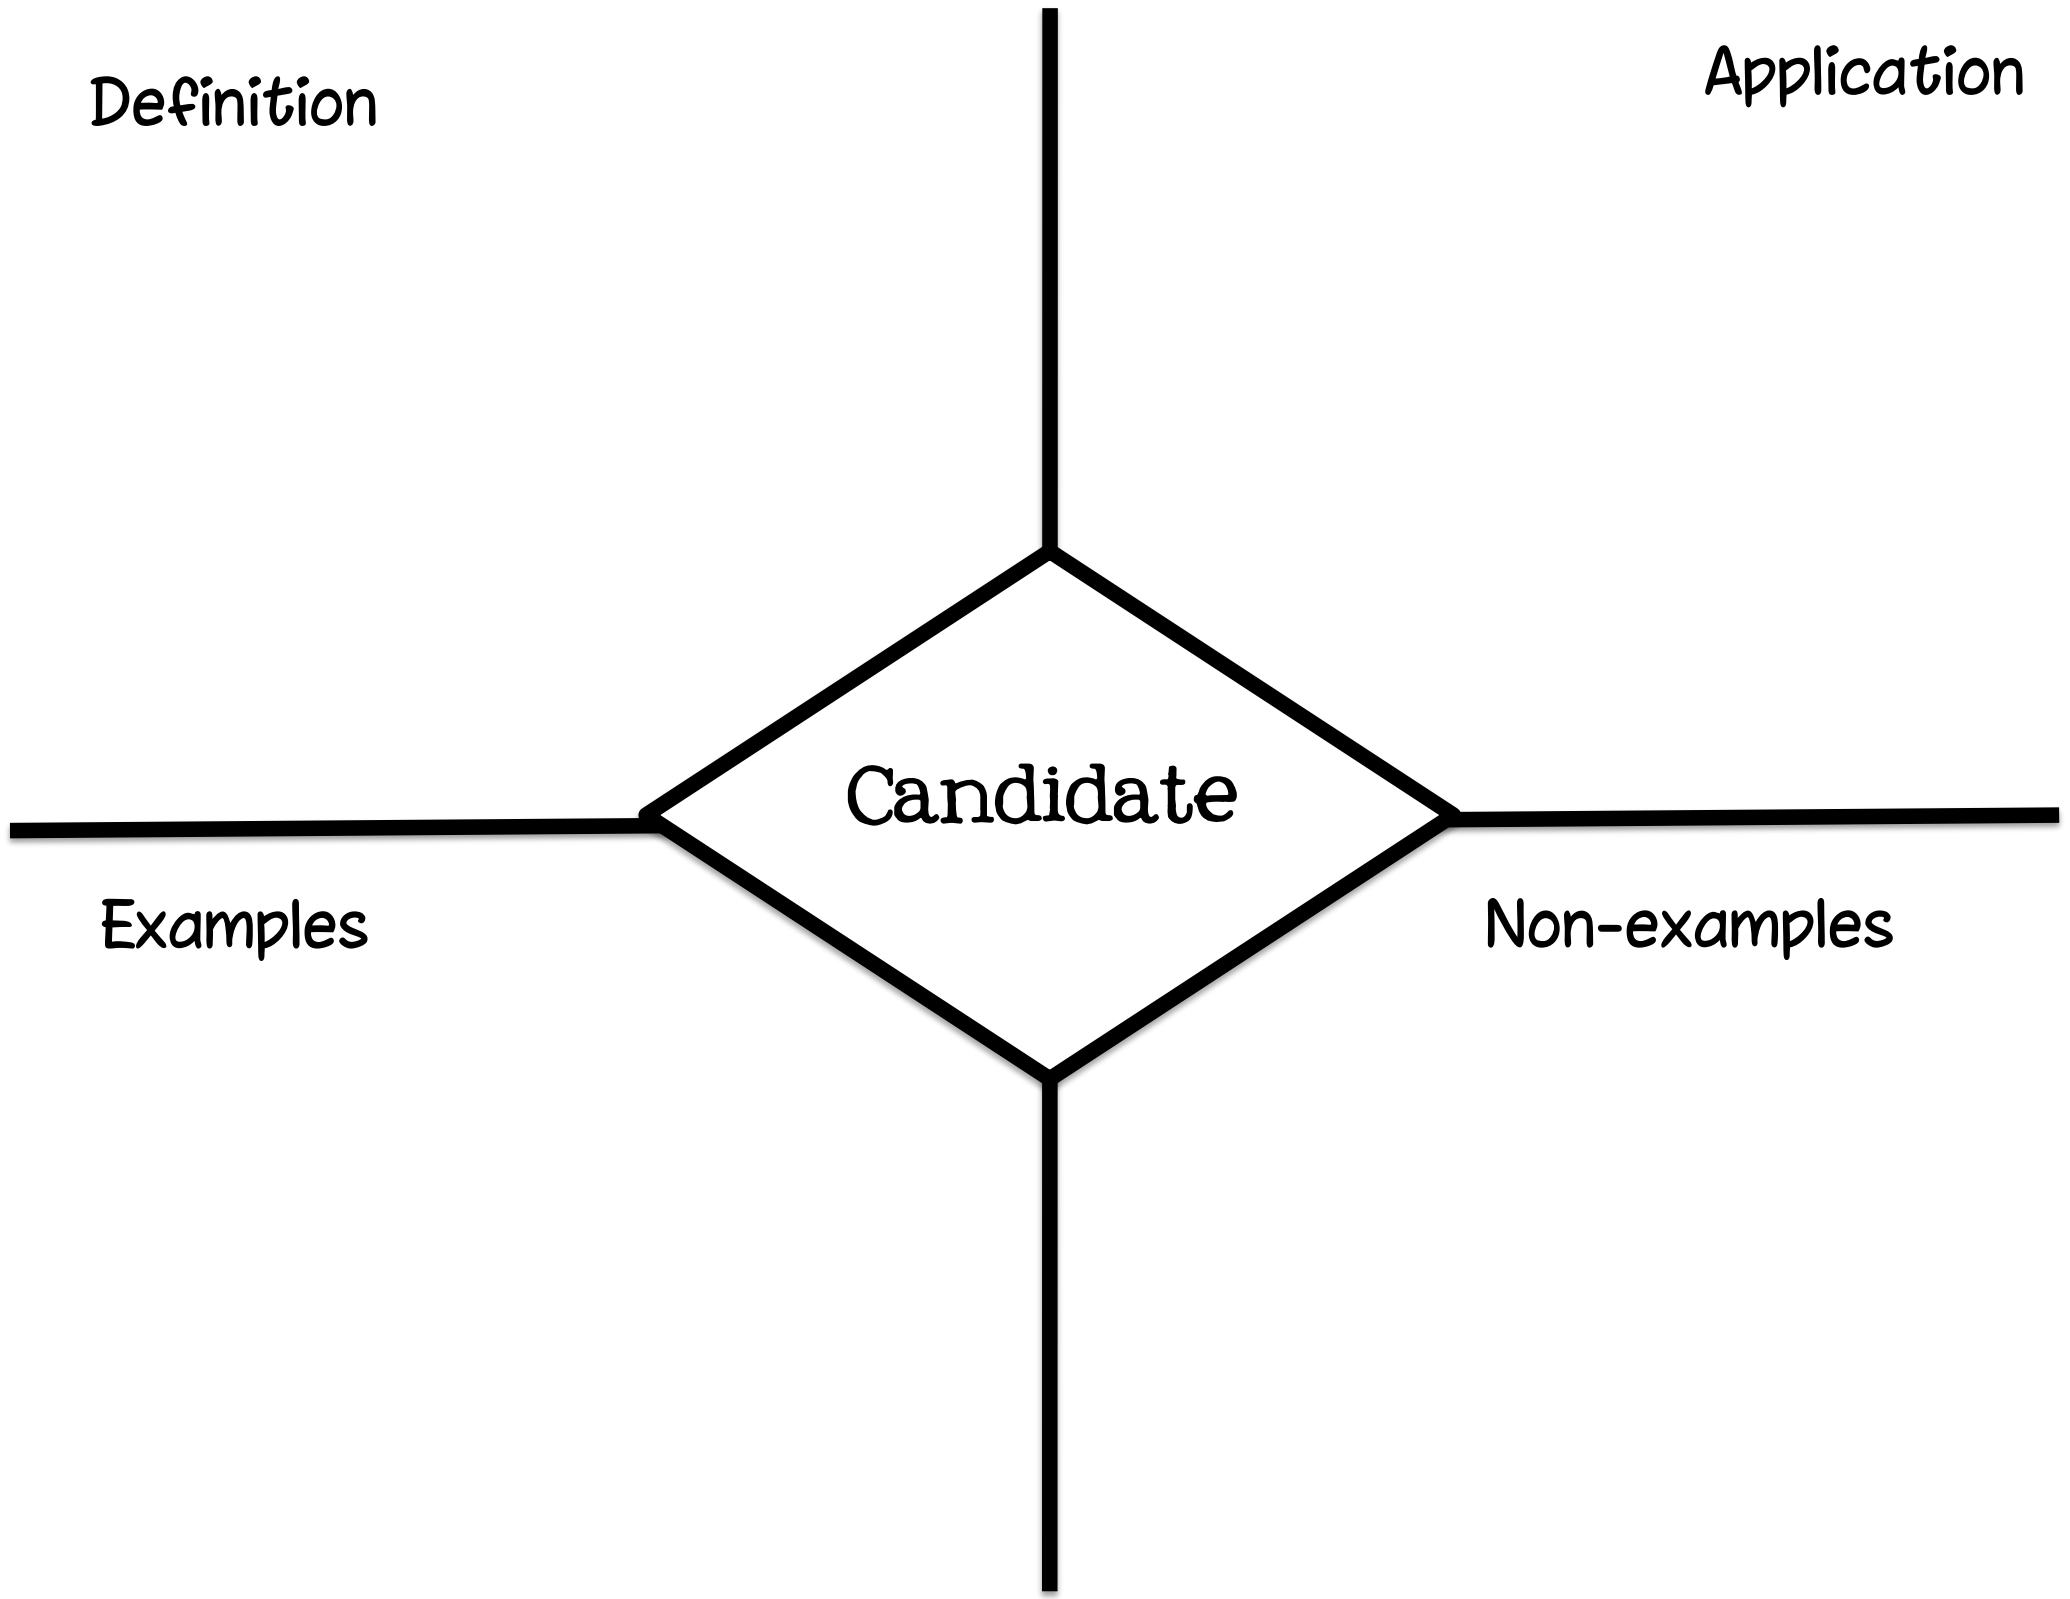 Definition
Application
Candidate
Examples
Non-examples